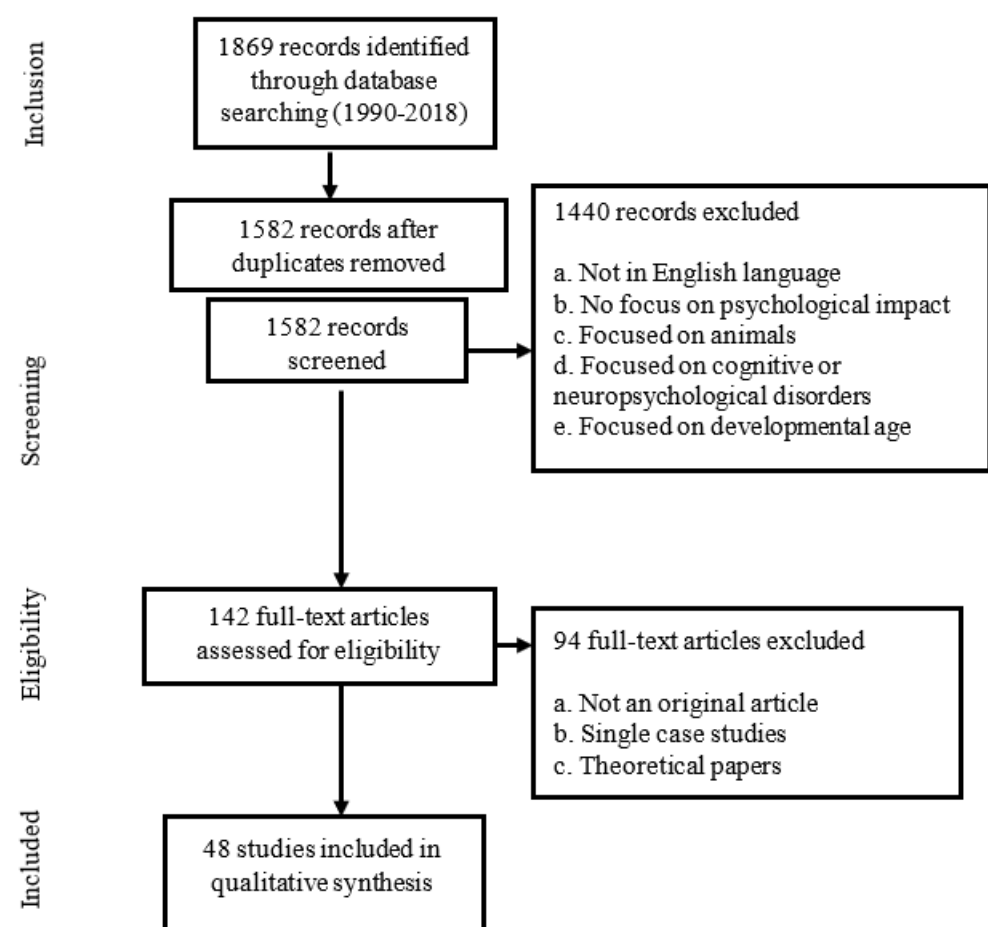 Inclusion
1869 records identified
through database
searching (1990-2018)
1582 records after
duplicates removed
Screening
1582 records
screened
1440 records excluded
a. Not in English language
b. No focus on psychological impact
c. Focused on animals
d. Focused on cognitive or
neuropsychological disorders
e. Focused on developmental age
Eligibility
142 full-text articles
assessed for eligibility
94 full-text articles excluded
a. Not an original article
b. Single case studies
c. Theoretical papers
Included
48 studies included in
qualitative synthesis